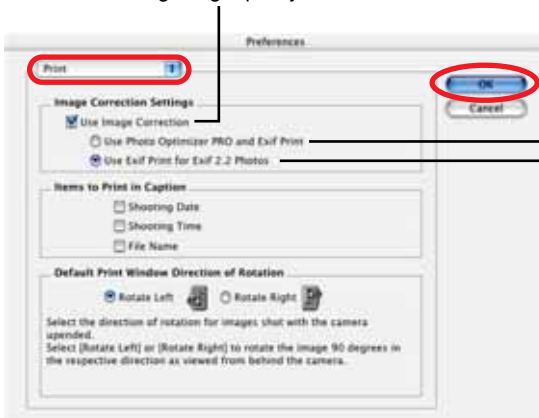 Preferences
Print
OK
Cancel
Image Correction Settings
Use Image Correction
Use Photo Optimizer PRO and Exif Print
Use Exif Print for Exif 2.2 Photos
Items to Print in Caption
Shooting Date
Shooting Time
File Name
Default Print Window Direction of Rotation
Rotate Left
Rotate Right
Select the direction of rotation for images shot with the camera
upended.
Select [Rotate Left] or [Rotate Right] to rotate the image 90 degrees in
the respective direction as viewed from behind the camera.